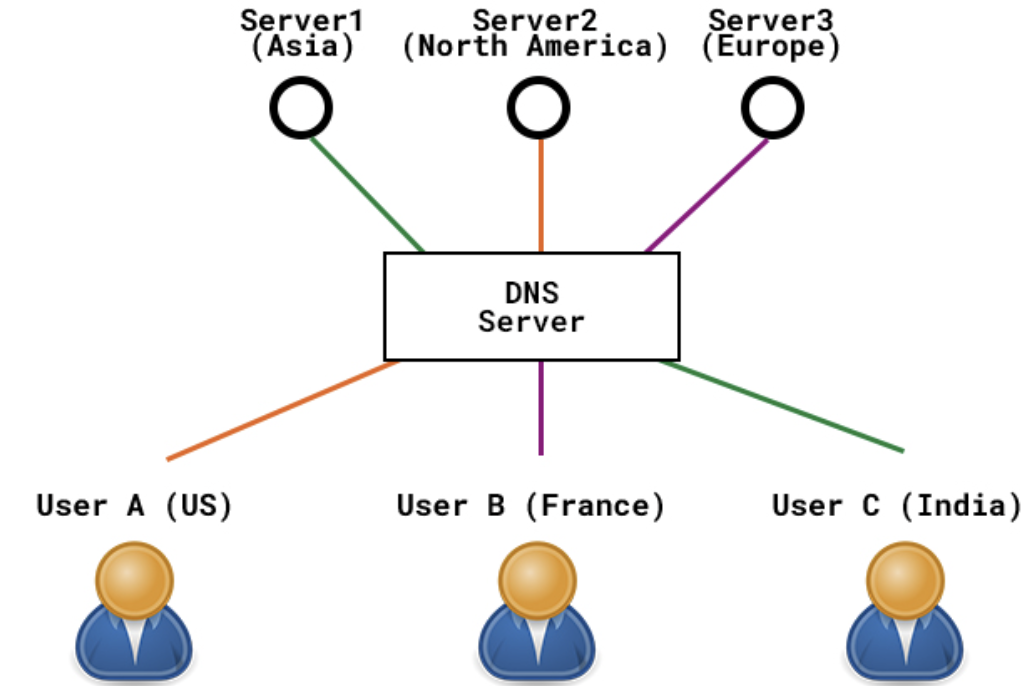 Server1
(Asia)
Server2
(North America)
Server3
(Europe)
DNS
Server
User A (US)
User B (France)
User C (India)